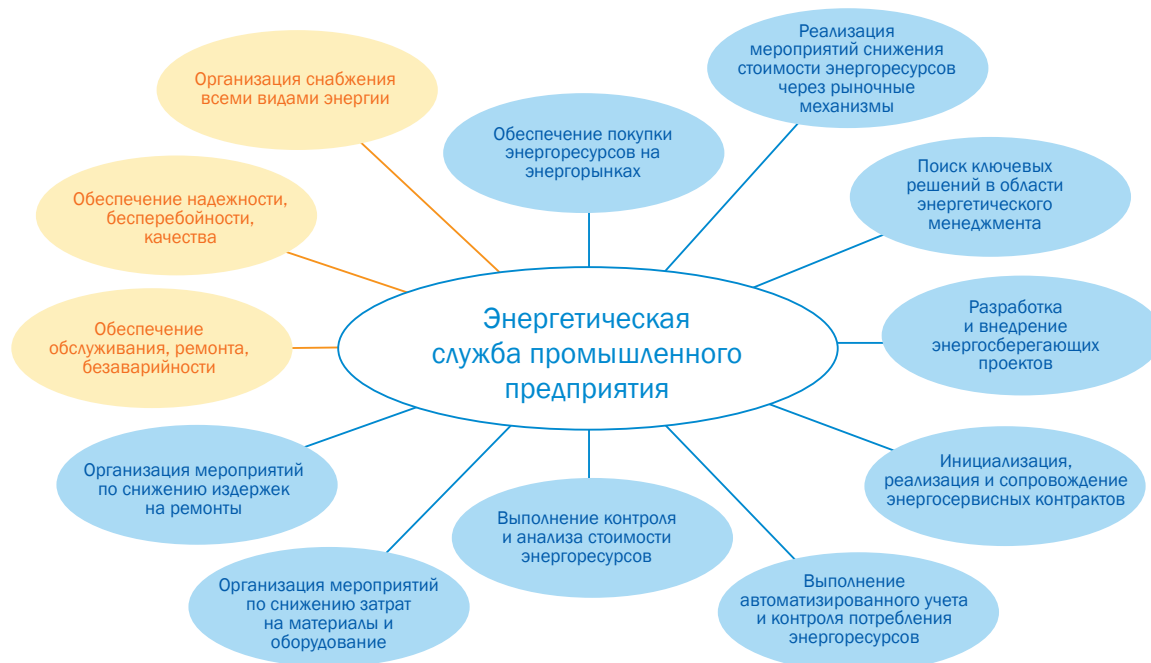 Реализация
мероприятий снижения
стоимости энергоресурсов
через рыночные
механизмы
Организация снабжения
всеми видами энергии
Обеспечение покупки
энергоресурсов на
энергорынках
Поиск ключевых
решений в области
энергетического
менеджмента
Обеспечение надежности,
бесперебойности,
качества
Разработка
и внедрение
энергосберегающих
проектов
Энергетическая
служба промышленного
предприятия
Обеспечение
обслуживания, ремонта,
безаварийности
Организация мероприятий
по снижению издержек
на ремонты
Инициализация,
реализация и сопровождение
энергосервисных контрактов
Выполнение контроля
и анализа стоимости
энергоресурсов
Организация мероприятий
по снижению затрат
на материалы и
оборудование
Выполнение
автоматизированного учета
и контроля потребления
энергоресурсов